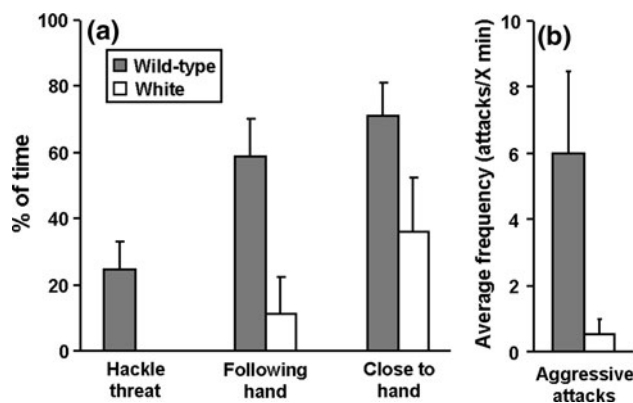 (a)
Wild-type
White
% of time
100
80
60
40
20
0
Hackle threat
Following hand
Close to hand
(b)
Average frequency (attacks/X min)
10
8
6
4
2
0
Aggressive attacks